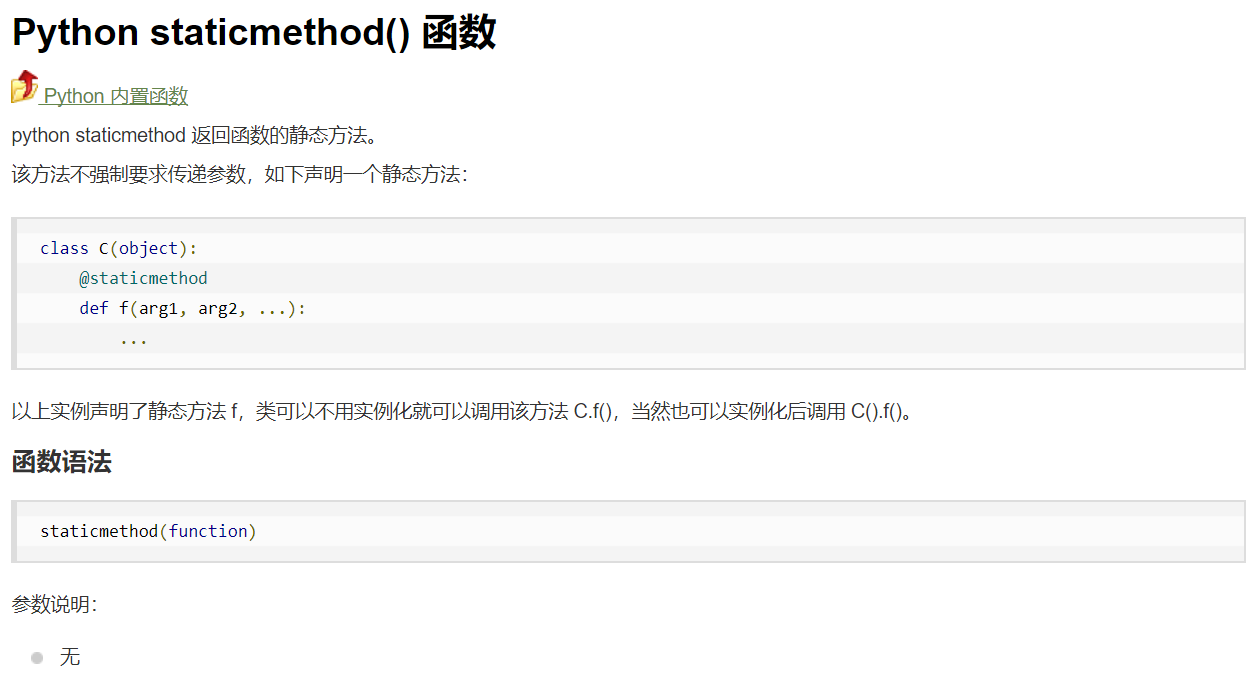 Python staticmethod() 函数
Python 内置函数
python staticmethod 返回函数的静态方法。
该方法不强制要求传递参数，如下声明一个静态方法：
class C(object):
    @staticmethod
    def f(arg1, arg2, ...):
        ...
以上实例声明了静态方法 f，类可以不用实例化就可以调用该方法 C.f()，当然也可以实例化后调用 C().f()。
函数语法
staticmethod(function)
参数说明：
无